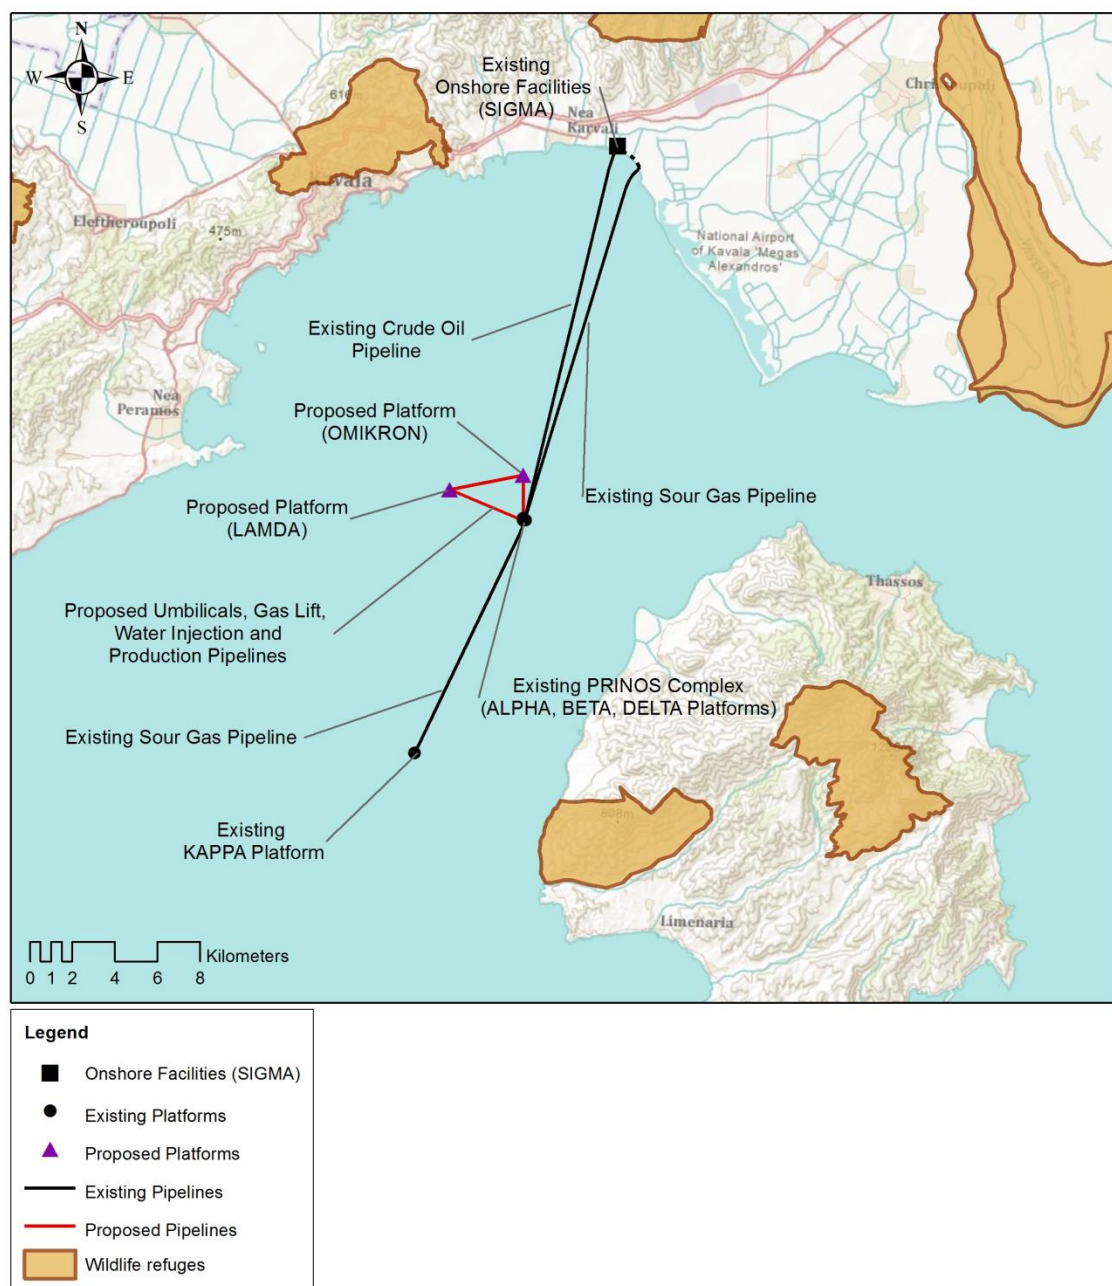 N
W
E
S
Existing
Onshore Facilities
(SIGMA)
Nea
Karvali
616m
vala
Eleftheroupoli
475m
National Airport
of Kavala 'Megas
Alexandros'
Existing Crude Oil
Pipeline
Nea
Peramos
Proposed Platform
(OMIKRON)
Existing Sour Gas Pipeline
Proposed Platform
(LAMDA)
Thassos
Proposed Umbilicals, Gas Lift,
Water Injection and
Production Pipelines
Existing PRINOS Complex
(ALPHA, BETA, DELTA Platforms)
Existing Sour Gas Pipeline
808m
Existing
KAPPA Platform
Limenaria
Kilometers
0 1 2 4 6 8
Legend
Onshore Facilities (SIGMA)
Existing Platforms
Proposed Platforms
Existing Pipelines
Proposed Pipelines
Wildlife refuges